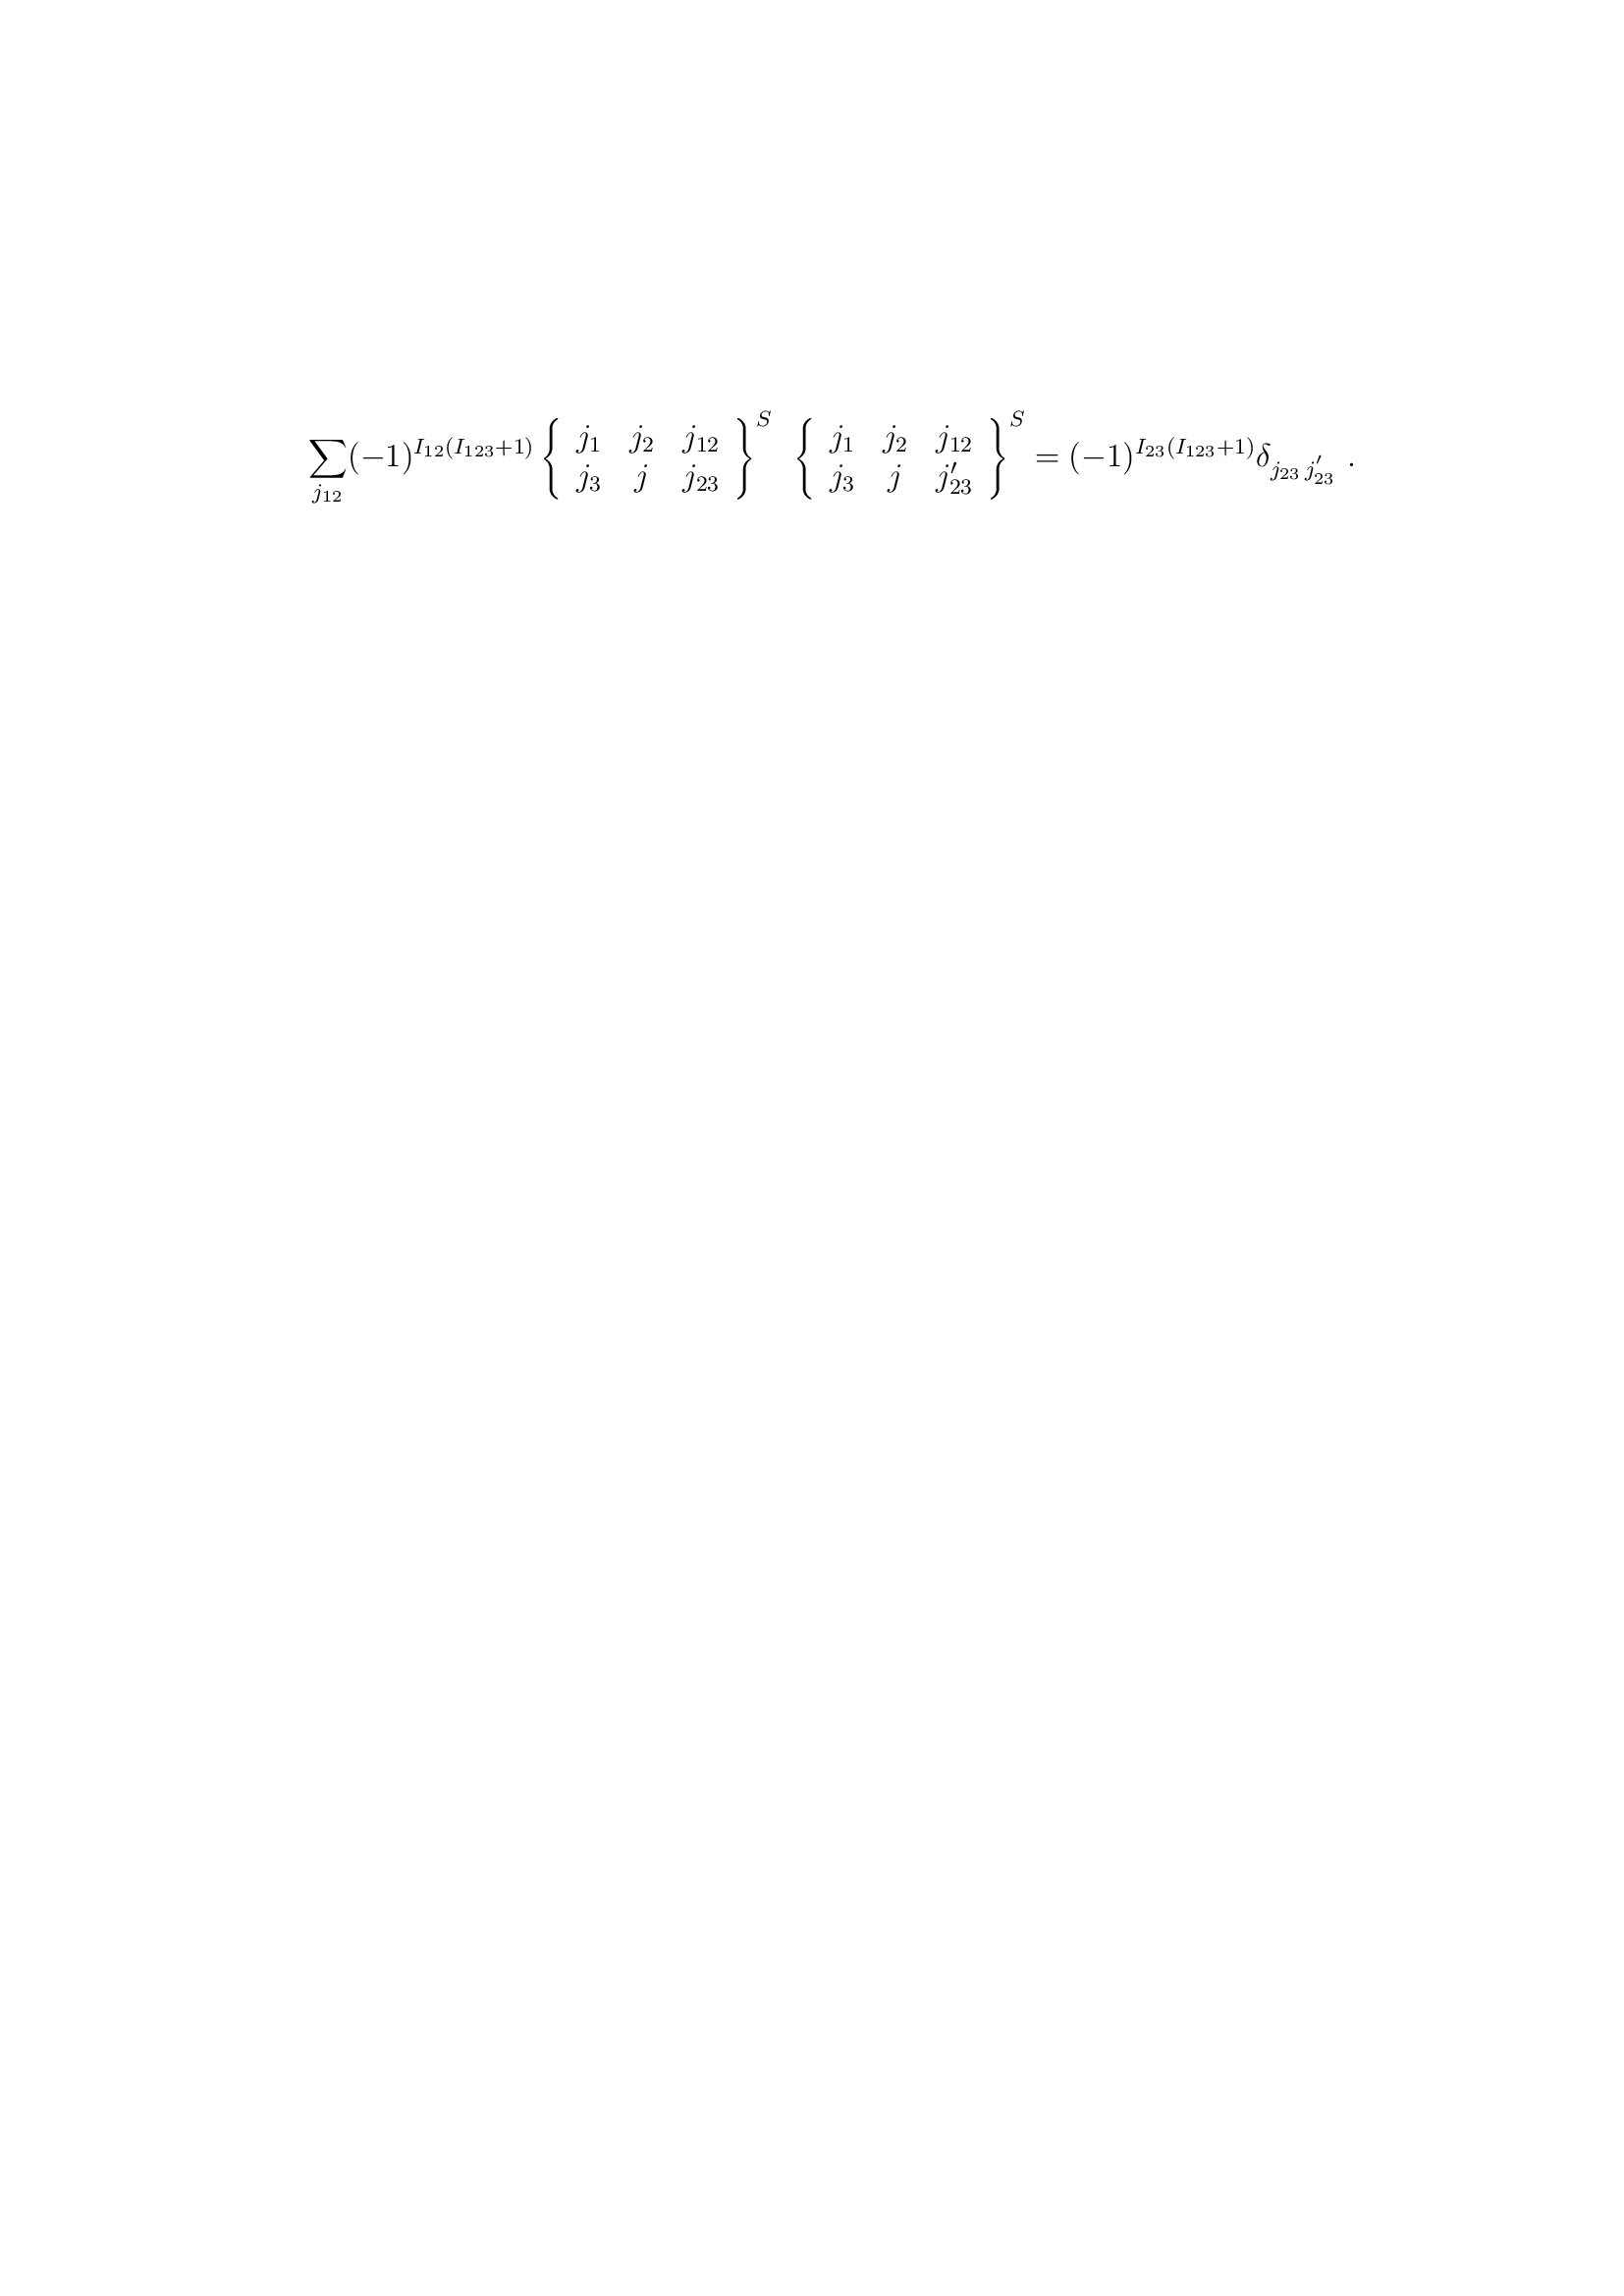 \sum_{j_{12}} (-1)^{I_{12}(I_{123}+1)} \left\{ \begin{array}{ccc} j_1 & j_2 & j_{12} \\ j_3 & j & j_{23} \end{array} \right\}^S \left\{ \begin{array}{ccc} j_1 & j_2 & j_{12} \\ j_3 & j & j'_{23} \end{array} \right\}^S = (-1)^{I_{23}(I_{123}+1)} \delta_{j_{23}\, j'_{23}} .